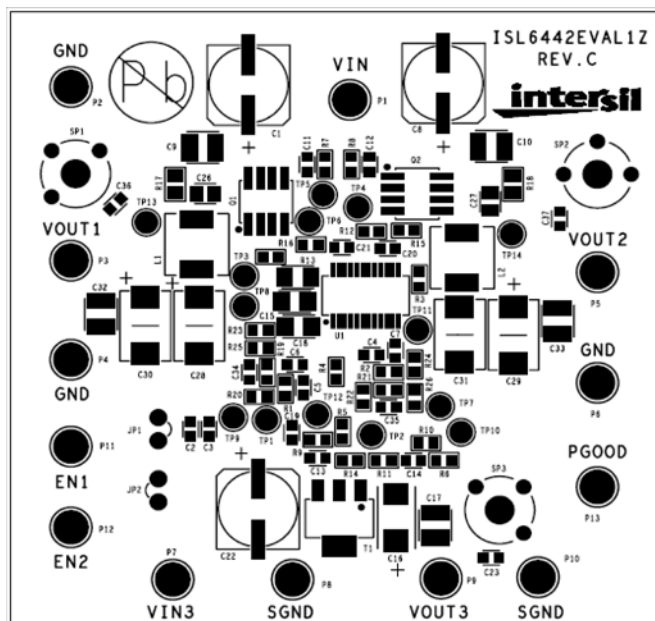 GND
Pb
VIN
ISL6442EVAL1Z
REV.C
intersil
P2
P1
C1
C8
SP1
C9
C11
R7
R8
C12
C10
SP2
R17
C26
Q1
Q2
C36
TP5
TP4
C27
R18
C37
TP13
TP6
VOUT1
R12
R15
TP14
VOUT2
R16
C21
C20
P3
L1
TP3
R13
L2
P5
TP8
R3
C32
C15
TP11
R23
C18
U1
C7
C33
R25
R19
C4
GND
P4
C30
C28
C34
C6
R4
R2
R21
R24
C31
C29
GND
R20
R1
C5
TP12
R22
R26
P6
C35
TP7
JP1
C2
C3
TP9
TP1
C19
R5
TP2
R10
TP10
P11
R9
PGOOD
EN1
C13
R14
R11
C14
R6
JP2
SP3
P13
P12
C17
EN2
C22
T1
C16
C23
P7
P8
P9
P10
VIN3
SGND
VOUT3
SGND